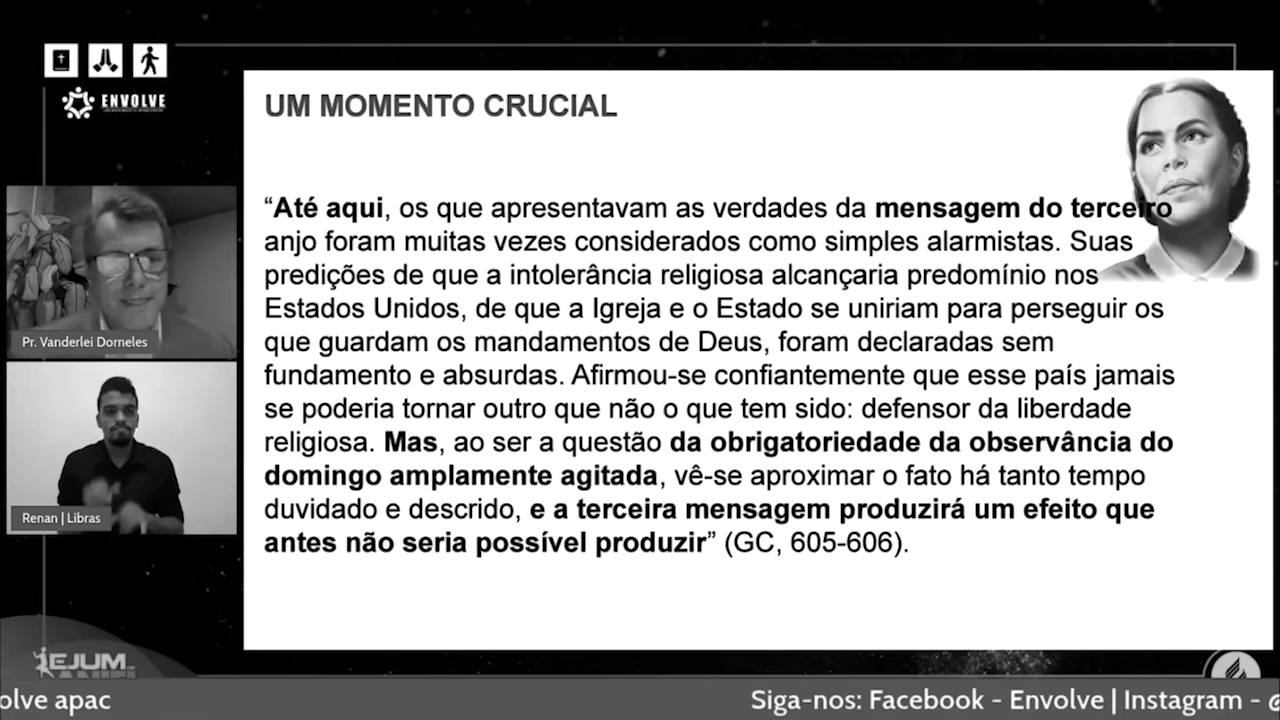 ENVOLVE
UM MOMENTO CRUCIAL
“Até aqui, os que apresentavam as verdades da mensagem do terceiro
anjo foram muitas vezes considerados como simples alarmistas. Suas
predições de que a intolerância religiosa alcançaria predomínio nos
Estados Unidos, de que a Igreja e o Estado se uniriam para perseguir os
que guardam os mandamentos de Deus, foram declaradas sem
fundamento e absurdas. Afirmou-se confiantemente que esse país jamais
se poderia tornar outro que não o que tem sido: defensor da liberdade
religiosa. Mas, ao ser a questão da obrigatoriedade da observância do
domingo amplamente agitada, vê-se aproximar o fato há tanto tempo
duvidado e descrido, e a terceira mensagem produzirá um efeito que
antes não seria possível produzir” (GC, 605-606).
Pr. Vanderlei Dorneles
Renan | Libras
JEJUM
olve apac
Siga-nos: Facebook - Envolve | Instagram -